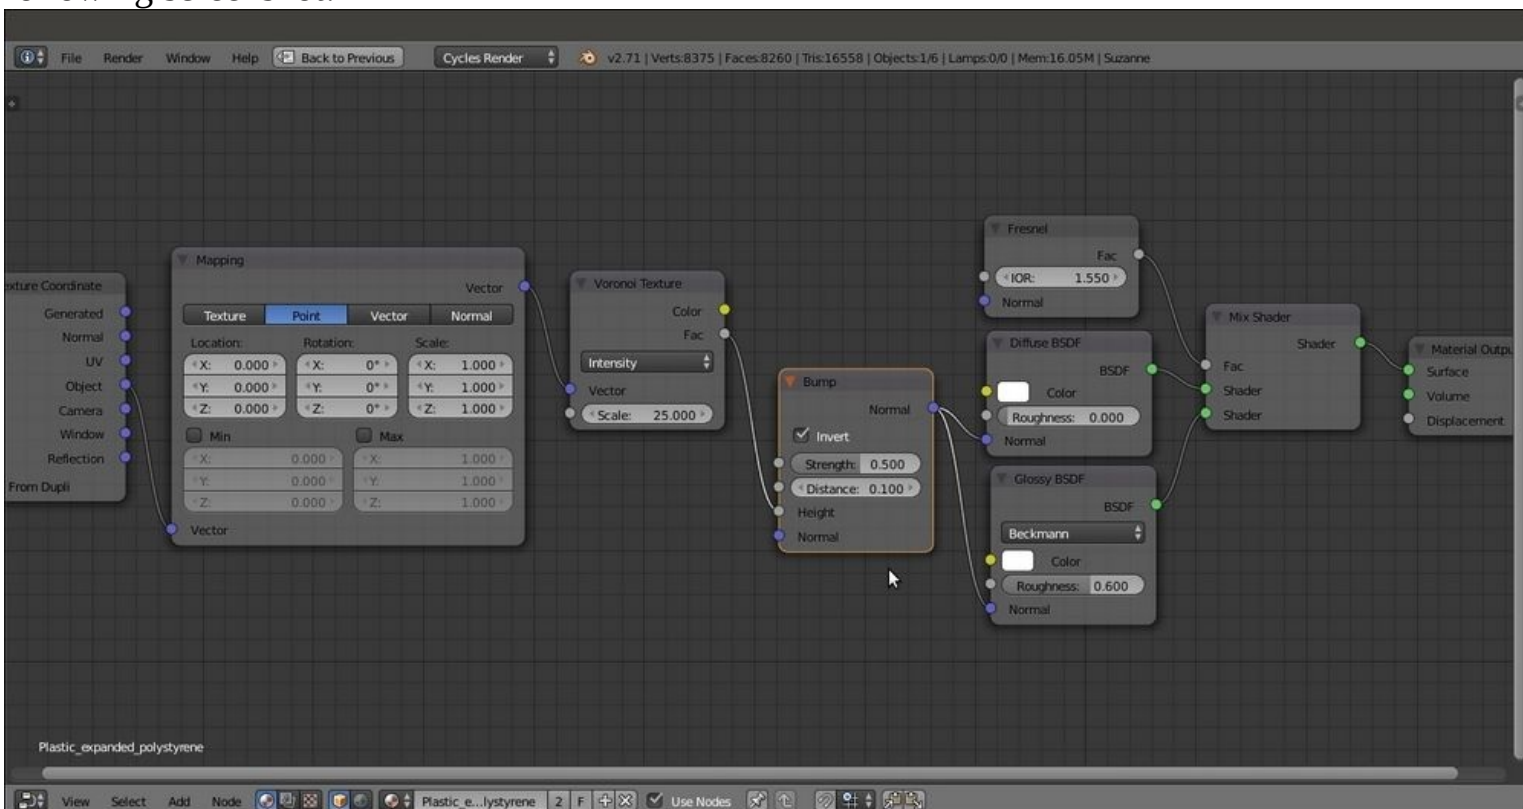 File Render Window Help Back to Previous Cycles Render v2.71 | Verts:8375 | Faces:8260 | Tris:16558 | Objects:1/6 | Lamps:0/0 | Mem:16.05M | Suzanne
exture Coordinate
Generated
Normal
UV
Object
Camera
Window
Reflection
From Dupli
Mapping
Vector
Texture Point Vector Normal
Location: Rotation: Scale:
X: 0.000 X: 0° X: 1.000
Y: 0.000 Y: 0° Y: 1.000
Z: 0.000 Z: 0° Z: 1.000
Min Max
X: 0.000 X: 1.000
Y: 0.000 Y: 1.000
Z: 0.000 Z: 1.000
Vector
Voronoi Texture
Color
Fac
Intensity
Vector
Scale: 25.000
Bump
Normal
Invert
Strength: 0.500
Distance: 0.100
Height
Normal
Fresnel
Fac
IOR: 1.550
Normal
Diffuse BSDF
BSDF
Color
Roughness: 0.000
Normal
Glossy BSDF
BSDF
Beckmann
Color
Roughness: 0.600
Normal
Mix Shader
Shader
Fac
Shader
Shader
Material Outpu
Surface
Volume
Displacement
Plastic_expanded_polystyrene
View Select Add Node Plastic_e...lystyrene 2 F Use Nodes